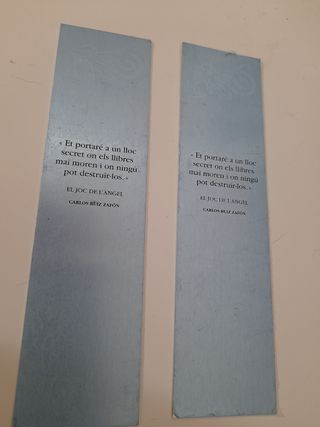 « Et portaré a un lloc
secret on els llibres
mai moren i on ningú
pot destruir-los.»
EL JOC DE L'ÀNGEL
CARLOS RUIZ ZAFÓN
« Et portaré a un lloc
secret on els llibres
mai moren i on ningú
pot destruir-los.»
EL JOC DE L'ÀNGEL
CARLOS RUIZ ZAFÓN